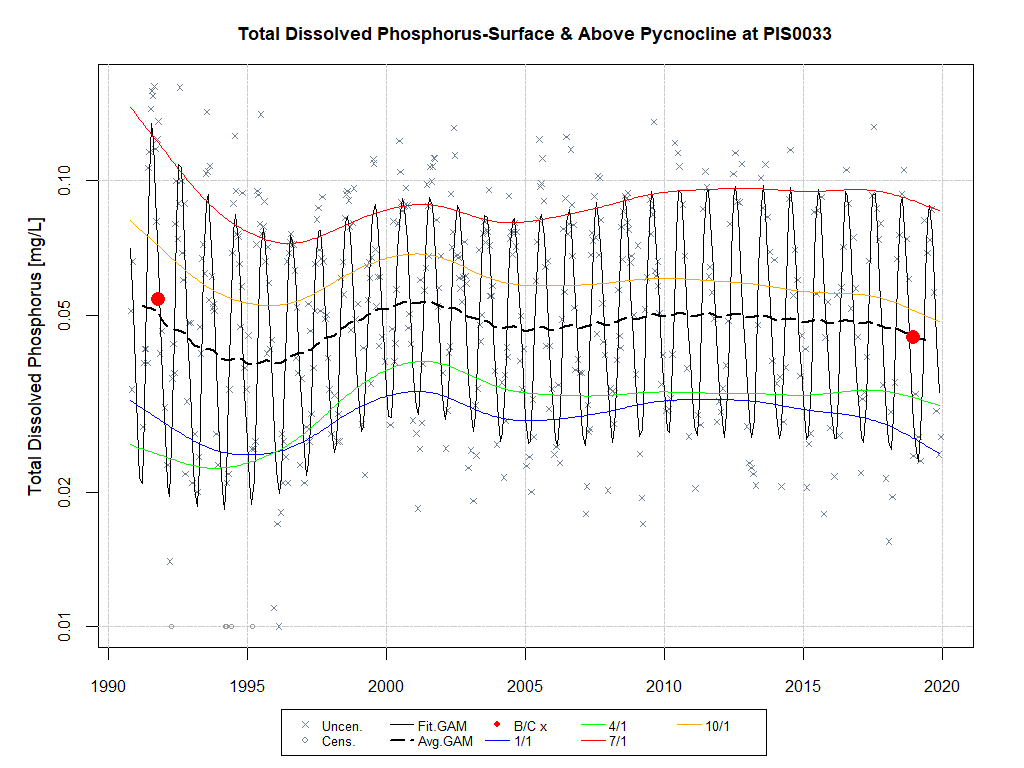 Total Dissolved Phosphorus-Surface & Above Pycnocline at PIS0033
Total Dissolved Phosphorus [mg/L]
0.10
0.05
0.02
0.01
1990 1995 2000 2005 2010 2015 2020
Uncen. Fit.GAM B/C x 4/1 10/1
Cens. Avg.GAM 1/1 7/1